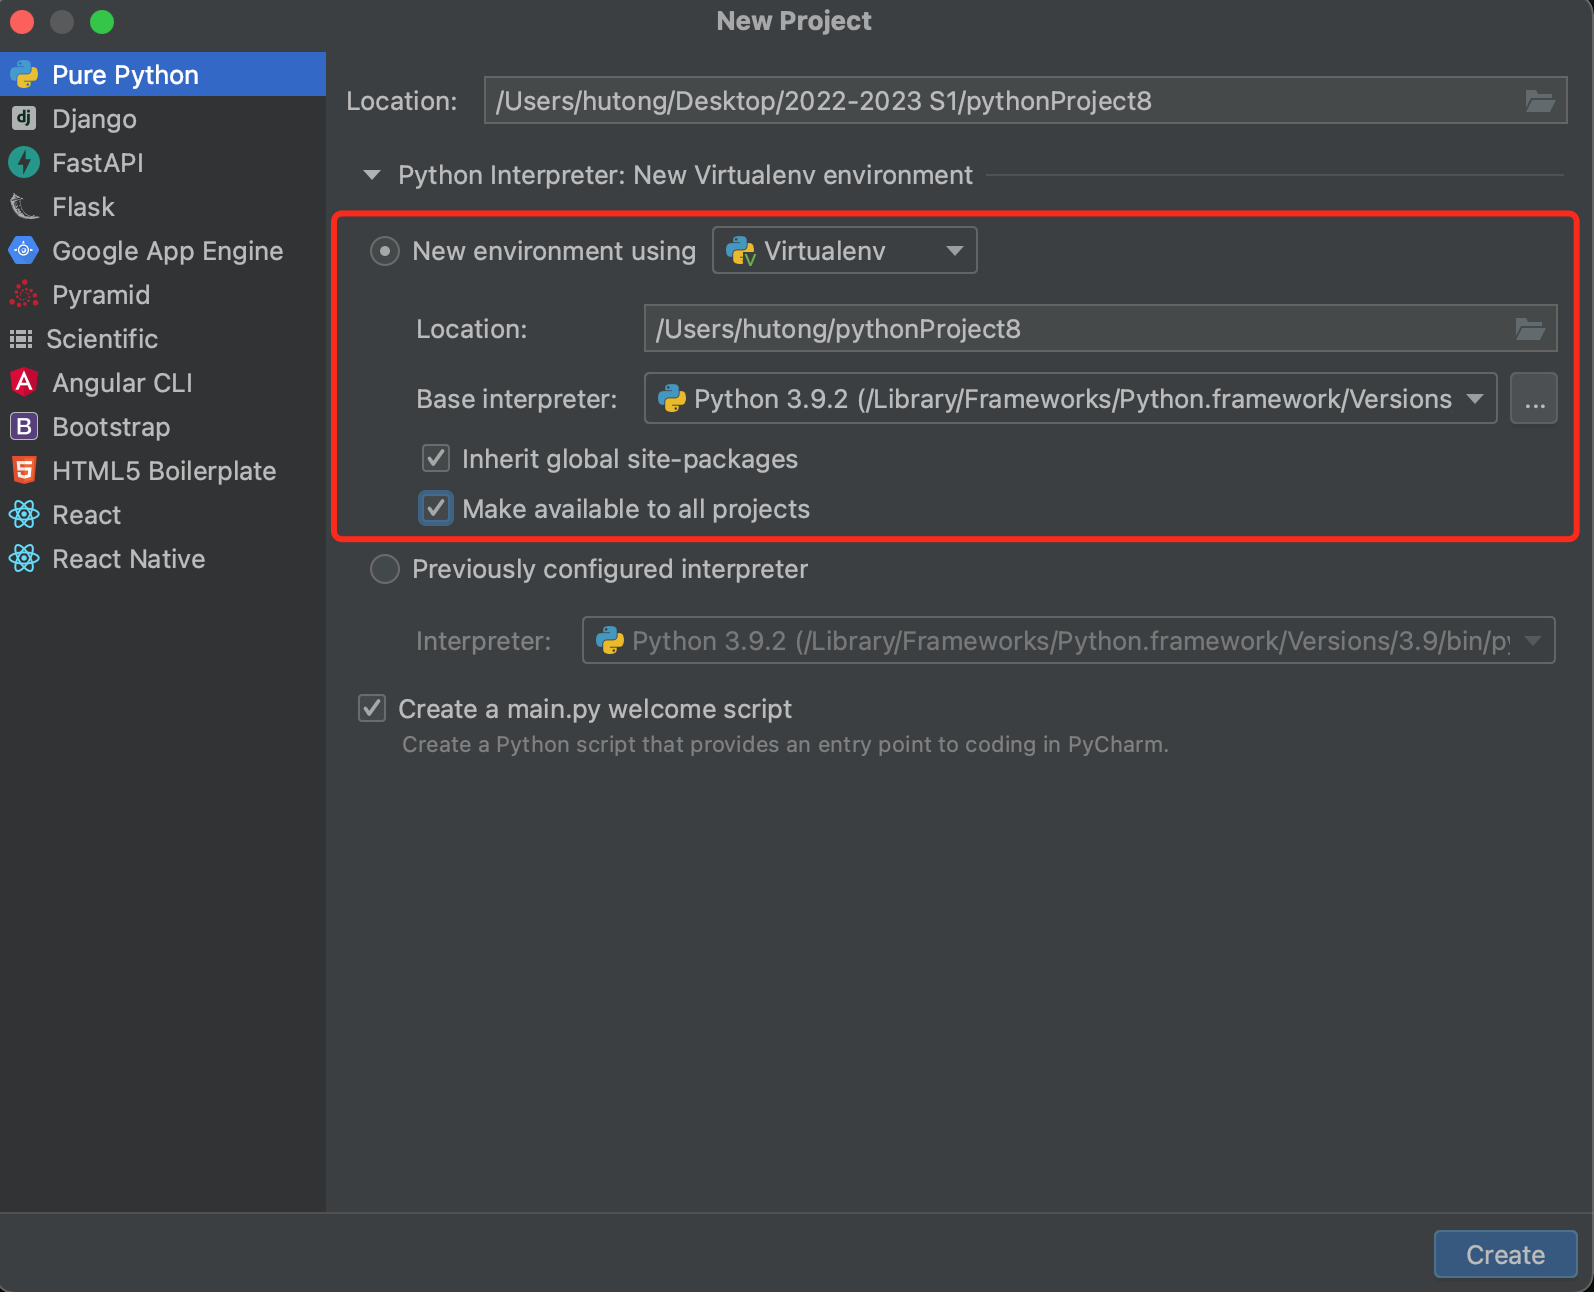 New Project
Pure Python
Django
FastAPI
Flask
Google App Engine
Pyramid
Scientific
Angular CLI
Bootstrap
HTML5 Boilerplate
React
React Native
Location: /Users/hutong/Desktop/2022-2023 S1/pythonProject8
Python Interpreter: New Virtualenv environment
New environment using Virtualenv
Location: /Users/hutong/pythonProject8
Base interpreter: Python 3.9.2 (/Library/Frameworks/Python.framework/Versions ...
Inherit global site-packages
Make available to all projects
Previously configured interpreter
Interpreter: Python 3.9.2 (/Library/Frameworks/Python.framework/Versions/3.9/bin/py
Create a main.py welcome script
Create a Python script that provides an entry point to coding in PyCharm.
Create